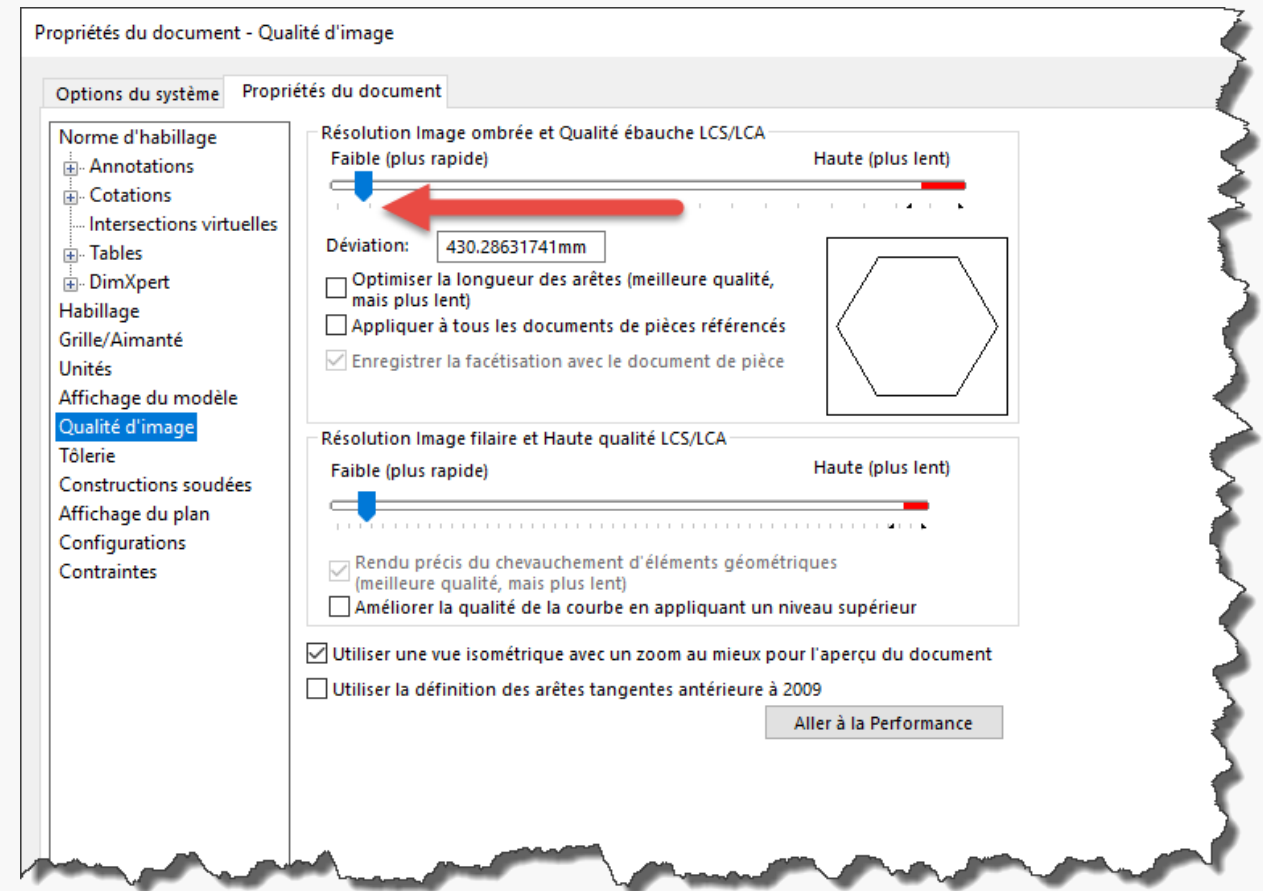 Propriétés du document - Qualité d'image
Options du système
Propriétés du document
Norme d'habillage
Annotations
Cotations
Intersections virtuelles
Tables
DimXpert
Habillage
Grille/Aimanté
Unités
Affichage du modèle
Qualité d'image
Tôlerie
Constructions soudées
Affichage du plan
Configurations
Contraintes
Résolution Image ombrée et Qualité ébauche LCS/LCA
Faible (plus rapide)
Haute (plus lent)
Déviation:
430.28631741mm
Optimiser la longueur des arêtes (meilleure qualité,
mais plus lent)
Appliquer à tous les documents de pièces référencés
Enregistrer la facétisation avec le document de pièce
Résolution Image filaire et Haute qualité LCS/LCA
Faible (plus rapide)
Haute (plus lent)
Rendu précis du chevauchement d'éléments géométriques
(meilleure qualité, mais plus lent)
Améliorer la qualité de la courbe en appliquant un niveau supérieur
Utiliser une vue isométrique avec un zoom au mieux pour l'aperçu du document
Utiliser la définition des arêtes tangentes antérieure à 2009
Aller à la Performance